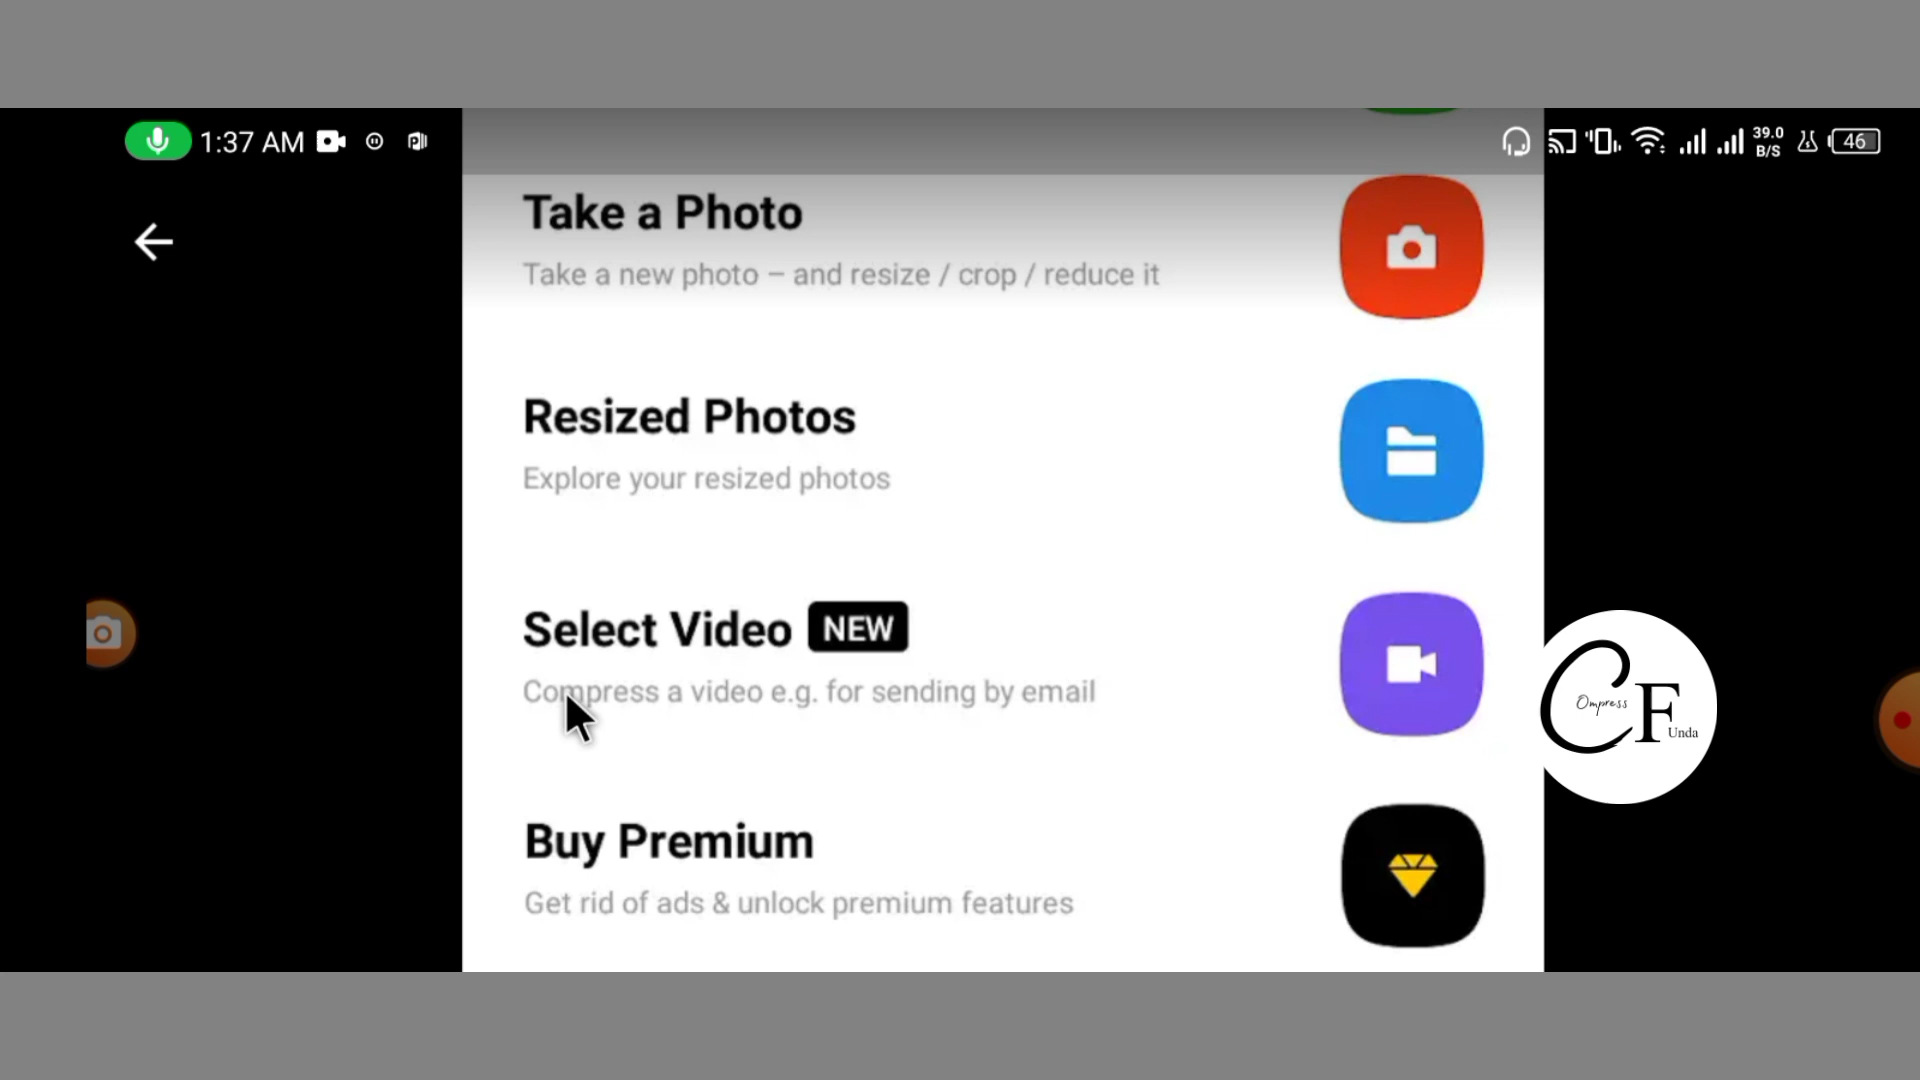 1:37 AM
39.0
B/S
46
Take a Photo
Take a new photo – and resize / crop / reduce it
Resized Photos
Explore your resized photos
Select Video NEW
Compress a video e.g. for sending by email
C Ompress F Unda
Buy Premium
Get rid of ads & unlock premium features